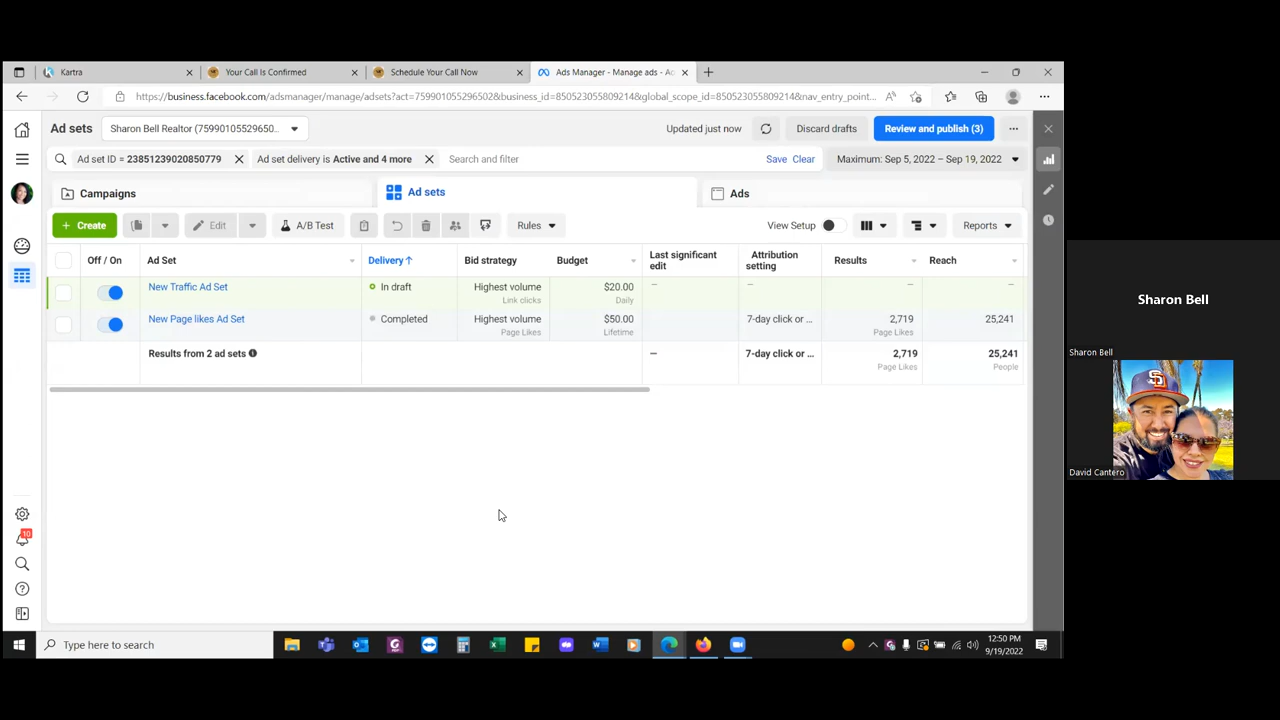 Kartra
Your Call Is Confirmed
Schedule Your Call Now
Ads Manager - Manage ads - Ac
https://business.facebook.com/adsmanager/manage/adsets?act=759901055296502&business_id=850523055809214&global_scope_id=850523055809214&nav_entry_point...
Ad sets
Sharon Bell Realtor (75990105529650...
Updated just now
Discard drafts
Review and publish (3)
Ad set ID = 23851239020850779
Ad set delivery is Active and 4 more
Search and filter
Save
Clear
Maximum: Sep 5, 2022 – Sep 19, 2022
Campaigns
Ad sets
Ads
+ Create
Edit
A/B Test
Rules
View Setup
Reports
Off / On
Ad Set
Delivery ↑
Bid strategy
Budget
Last significant
edit
Attribution
setting
Results
Reach
New Traffic Ad Set
In draft
Highest volume
Link clicks
$20.00
Daily
—
—
—
—
New Page likes Ad Set
Completed
Highest volume
Page Likes
$50.00
Lifetime
7-day click or ...
2,719
Page Likes
25,241
Results from 2 ad sets
—
7-day click or ...
2,719
Page Likes
25,241
People
10
Type here to search
12:50 PM
9/19/2022
Sharon Bell
Sharon Bell
David Cantero